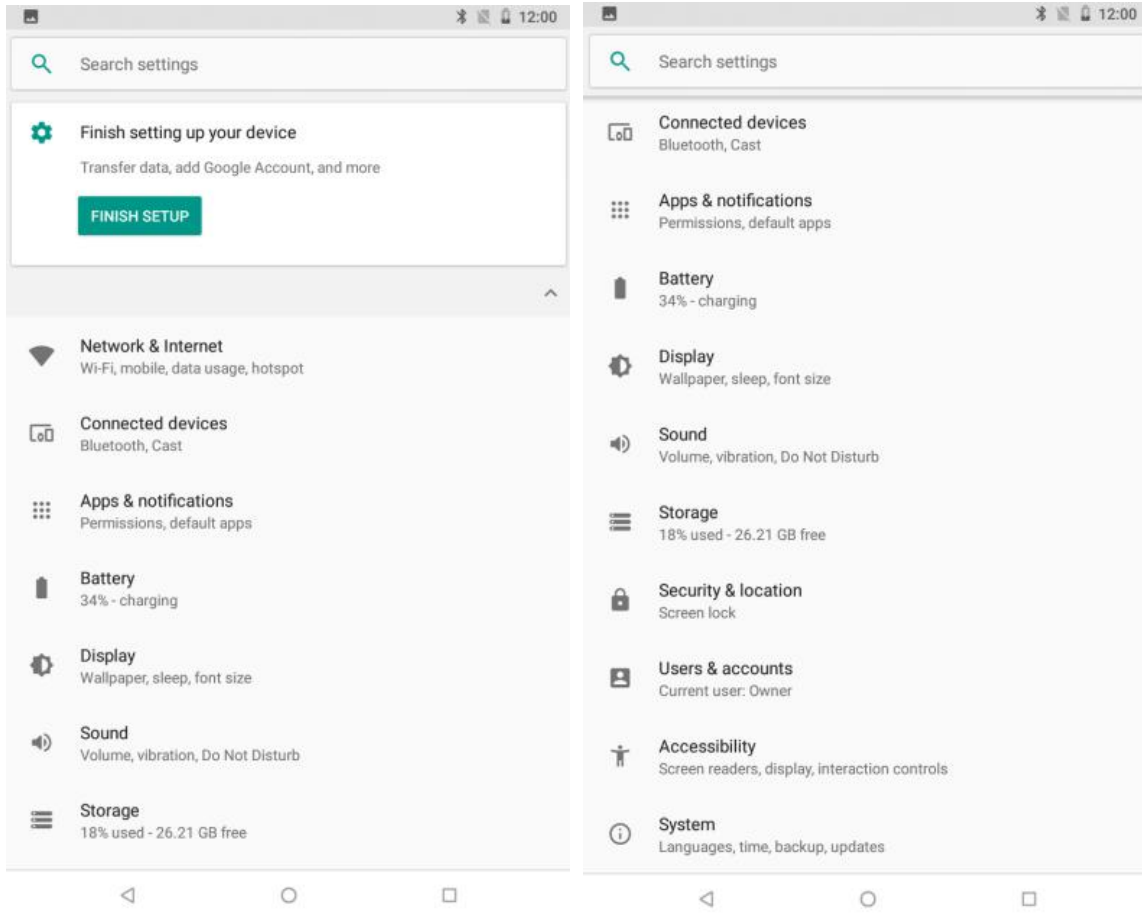 12:00
Search settings
Finish setting up your device
Transfer data, add Google Account, and more
FINISH SETUP
Network & Internet
Wi-Fi, mobile, data usage, hotspot
Connected devices
Bluetooth, Cast
Apps & notifications
Permissions, default apps
Battery
34% - charging
Display
Wallpaper, sleep, font size
Sound
Volume, vibration, Do Not Disturb
Storage
18% used - 26.21 GB free
12:00
Search settings
Connected devices
Bluetooth, Cast
Apps & notifications
Permissions, default apps
Battery
34% - charging
Display
Wallpaper, sleep, font size
Sound
Volume, vibration, Do Not Disturb
Storage
18% used - 26.21 GB free
Security & location
Screen lock
Users & accounts
Current user: Owner
Accessibility
Screen readers, display, interaction controls
System
Languages, time, backup, updates